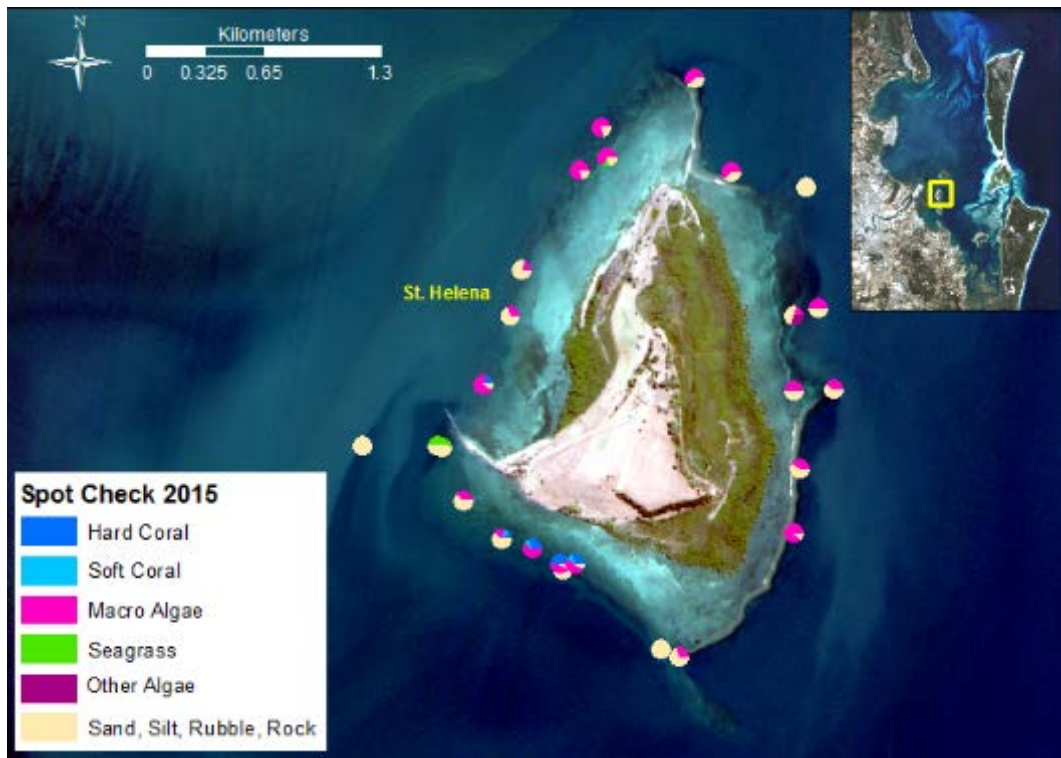 N
Kilometers
0 0.325 0.65 1.3
St. Helena
Spot Check 2015
Hard Coral
Soft Coral
Macro Algae
Seagrass
Other Algae
Sand, Silt, Rubble, Rock